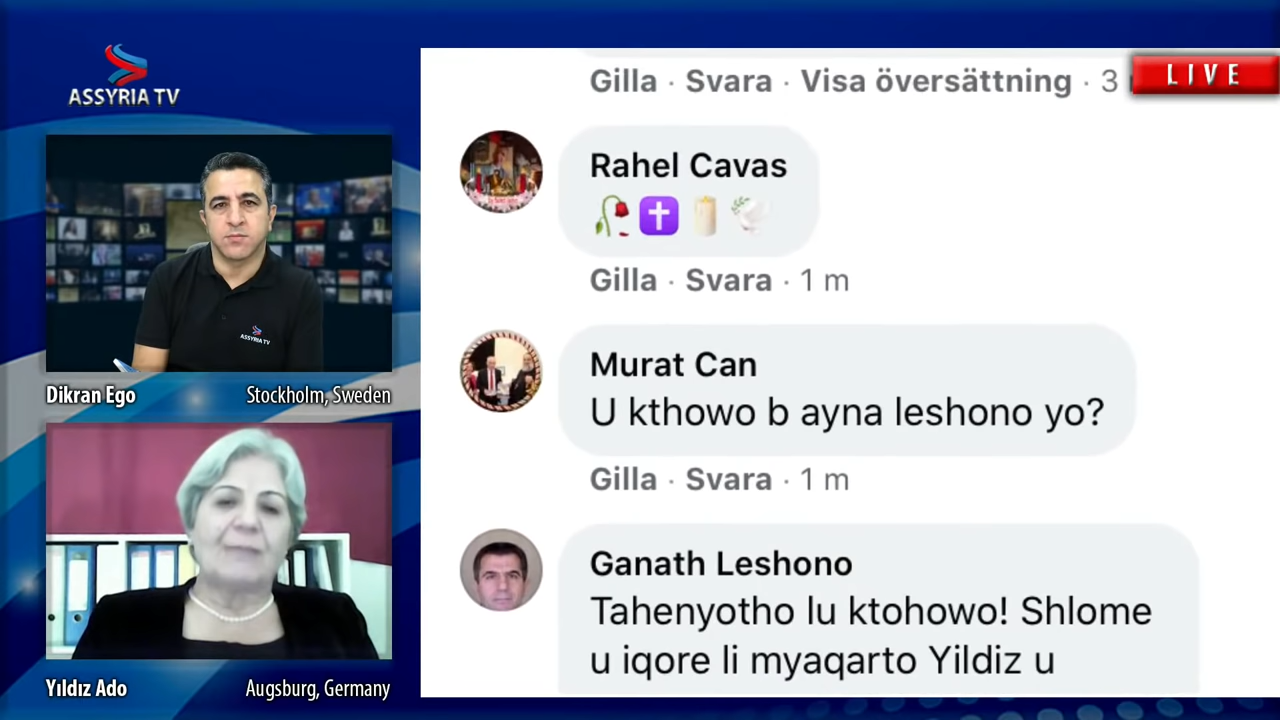 ASSYRIA TV
ASSYRIA TV
Dikran Ego
Stockholm, Sweden
Yıldız Ado
Augsburg, Germany
LIVE
Gilla · Svara · Visa översättning · 3
Rahel Cavas
Gilla · Svara · 1 m
Murat Can
U kthowo b ayna leshono yo?
Gilla · Svara · 1 m
Ganath Leshono
Tahenyotho lu ktohowo! Shlome
u iqore li myaqarto Yildiz u